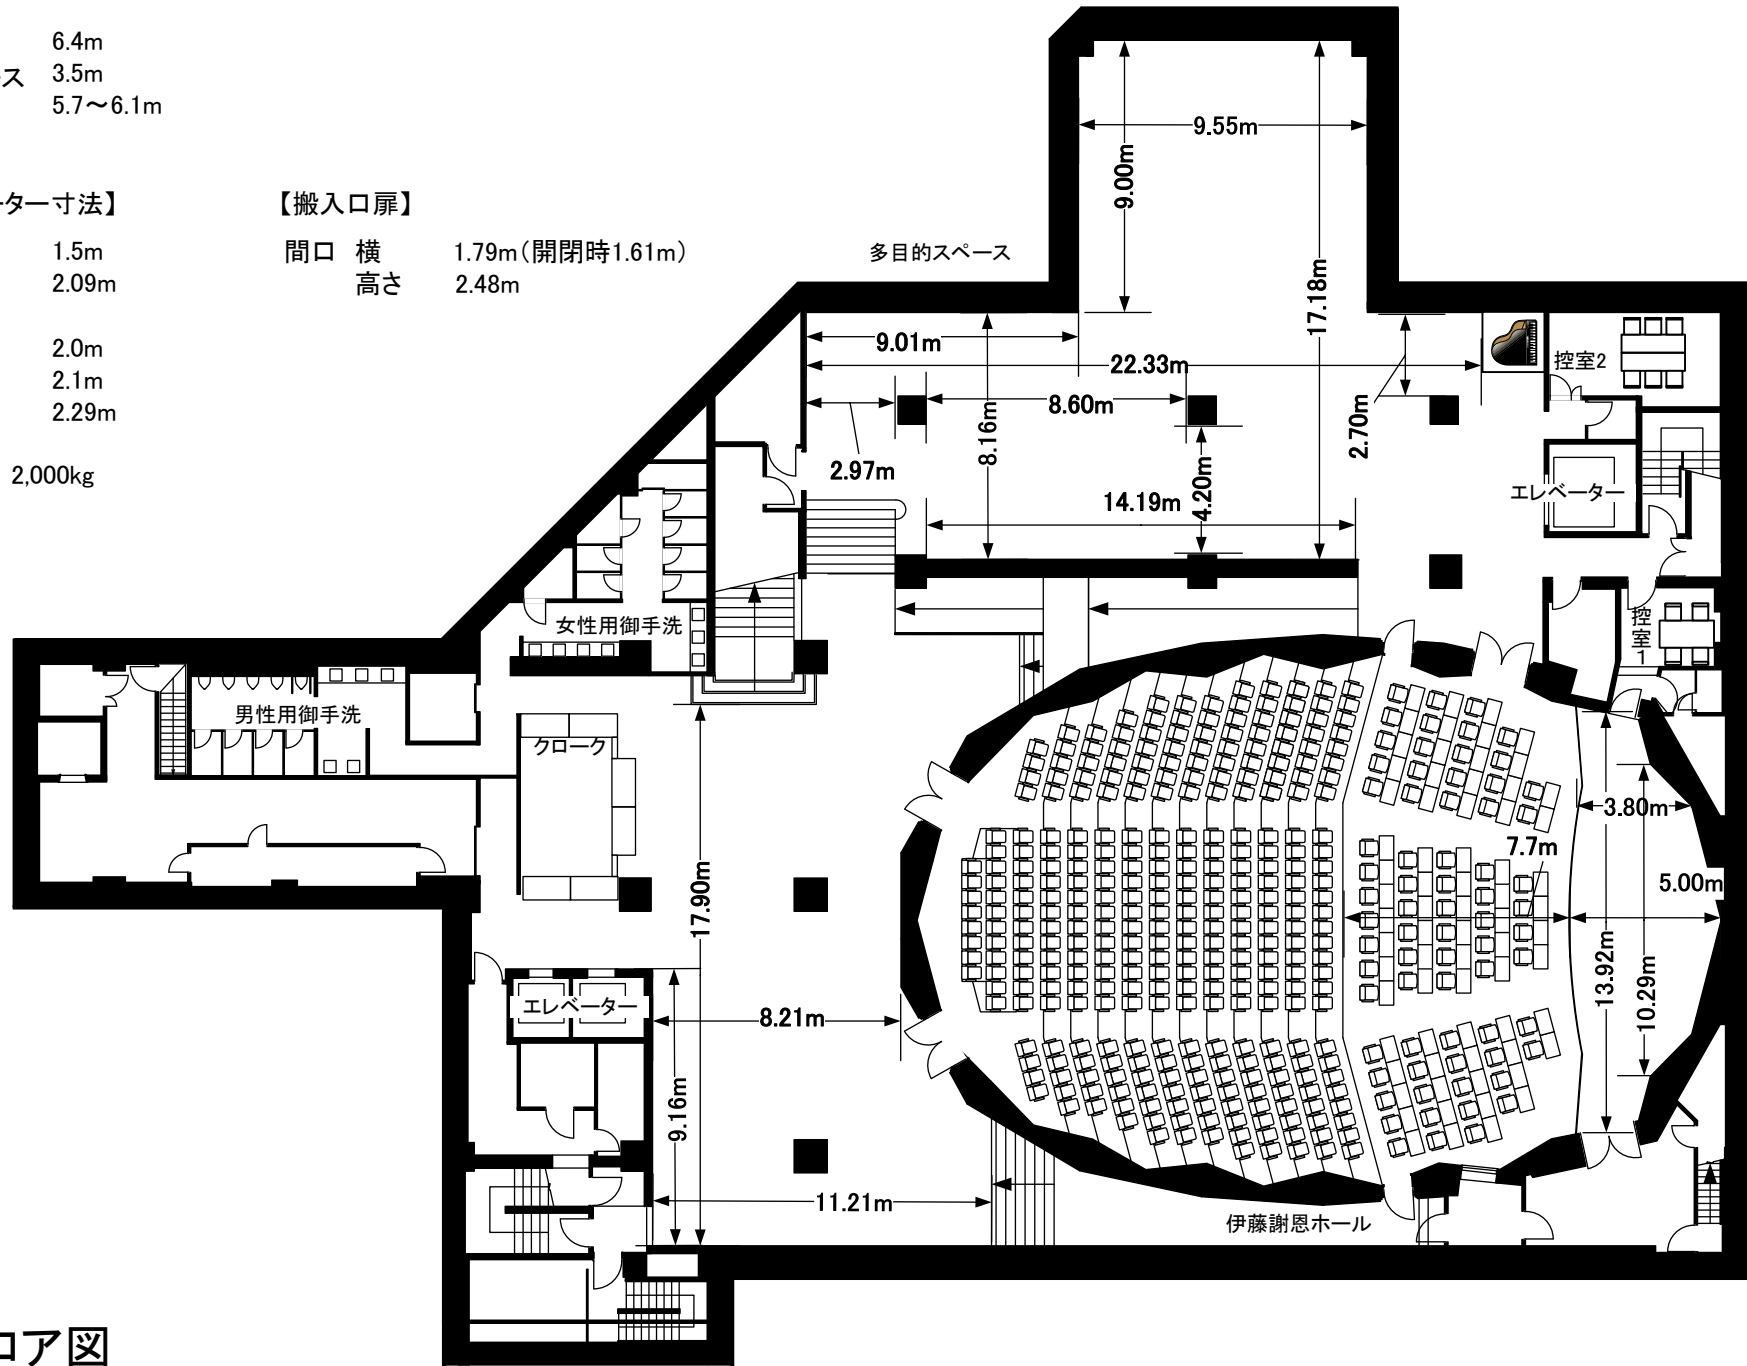 6.4m
ス 3.5m
5.7～6.1m
ーター寸法】 【搬入口扉】
1.5m 間口 横 1.79m（開閉時1.61m）
2.09m 高さ 2.48m
2.0m
2.1m
2.29m
2,000kg
多目的スペース
9.55m
9.00m
17.18m
9.01m
22.33m
8.60m
8.16m
2.97m
2.70m
4.20m
14.19m
控室2
エレベーター
控室1
女性用御手洗
男性用御手洗
クローク
17.90m
3.80m
7.7m
5.00m
13.92m
10.29m
エレベーター
8.21m
9.16m
11.21m
伊藤謝恩ホール
ロア図